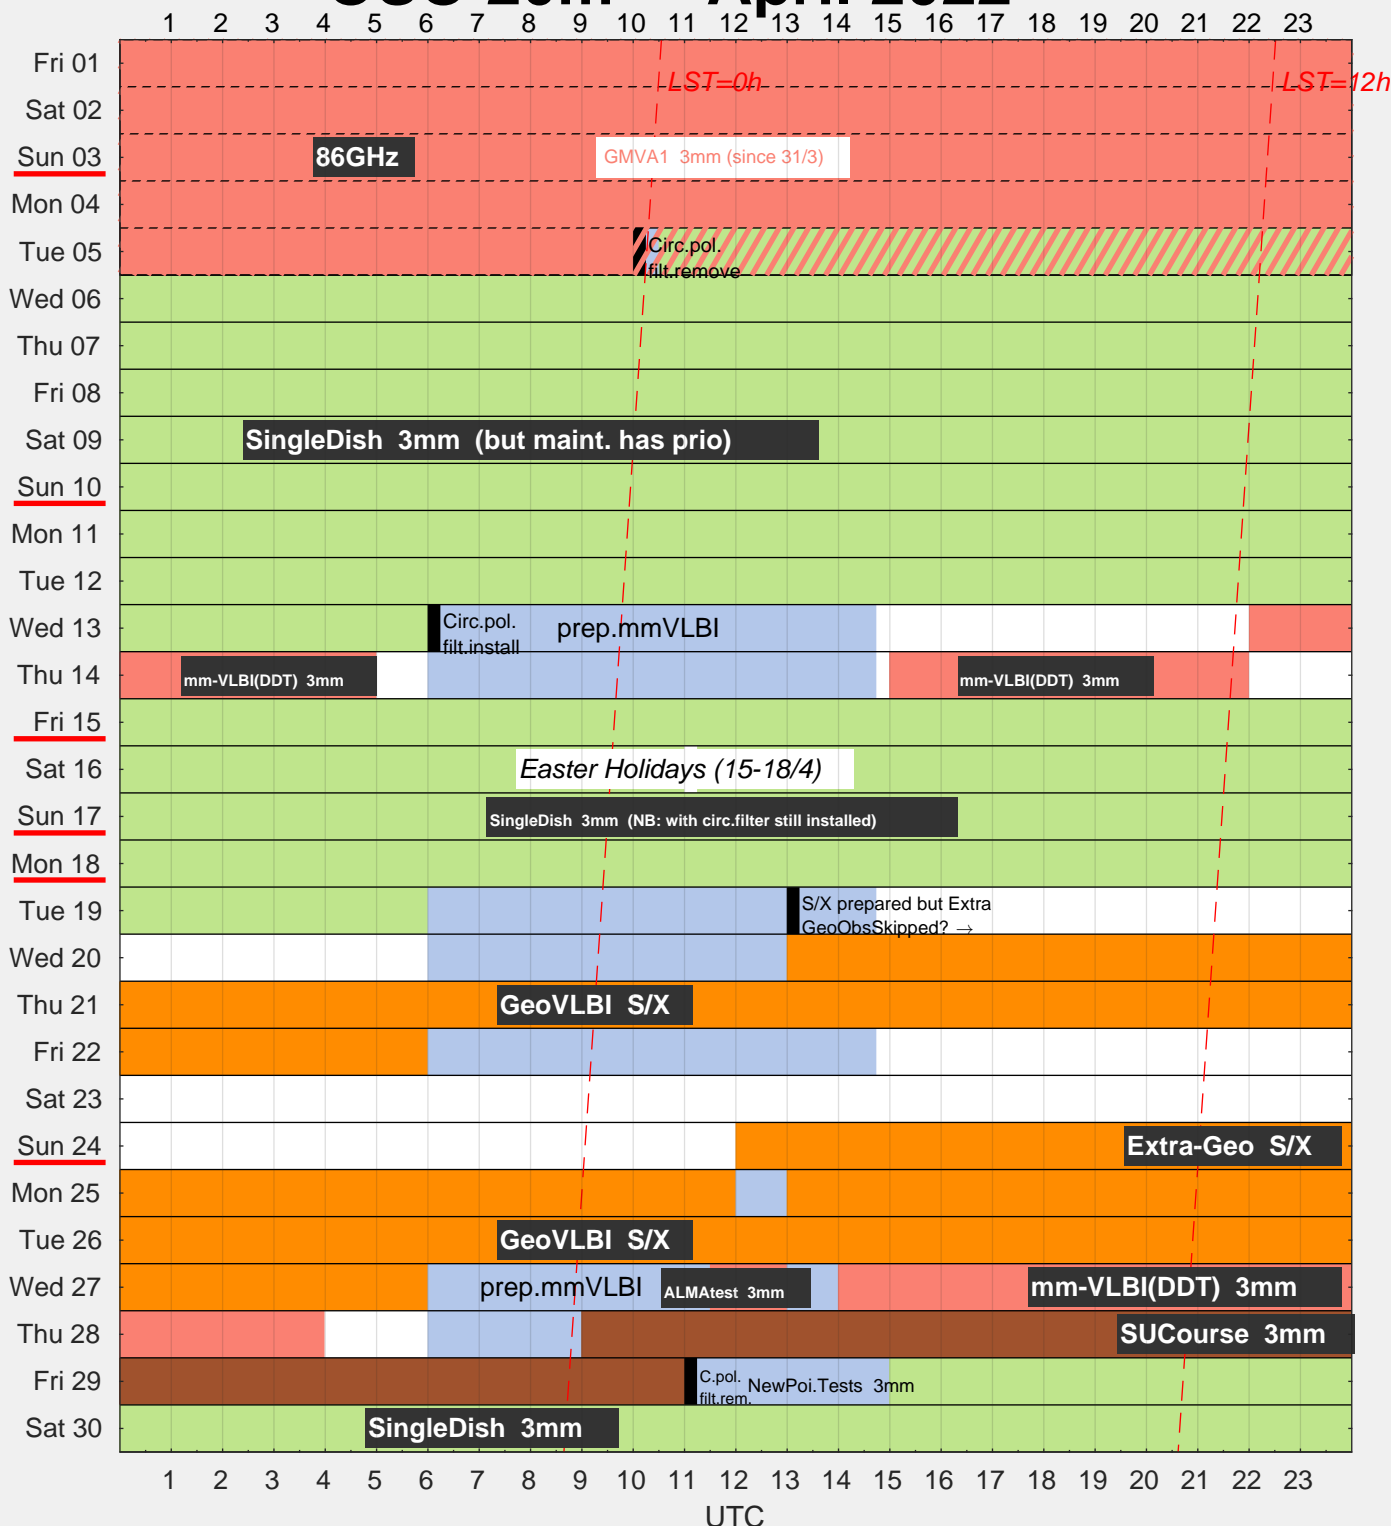 April 2022
1 2 3 4 5 6 7 8 9 10 11 12 13 14 15 16 17 18 19 20 21 22 23
Fri 01
LST=0h LST=12h
Sat 02
Sun 03 86GHz GMVA1 3mm (since 31/3)
Mon 04
Tue 05 Circ.pol.
filt.remove
Wed 06
Thu 07
Fri 08
Sat 09 SingleDish 3mm (but maint. has prio)
Sun 10
Mon 11
Tue 12
Wed 13 Circ.pol. prep.mmVLBI
filt.install
Thu 14 mm-VLBI(DDT) 3mm mm-VLBI(DDT) 3mm
Fri 15
Sat 16 Easter Holidays (15-18/4)
Sun 17 SingleDish 3mm (NB: with circ.filter still installed)
Mon 18
Tue 19 S/X prepared but Extra
GeoObsSkipped? →
Wed 20
Thu 21 GeoVLBI S/X
Fri 22
Sat 23
Sun 24 Extra-Geo S/X
Mon 25
Tue 26 GeoVLBI S/X
Wed 27 prep.mmVLBI ALMAtest 3mm mm-VLBI(DDT) 3mm
Thu 28 SUCourse 3mm
Fri 29 C.pol. NewPoi.Tests 3mm
filt.rem.
Sat 30 SingleDish 3mm
1 2 3 4 5 6 7 8 9 10 11 12 13 14 15 16 17 18 19 20 21 22 23
UTC